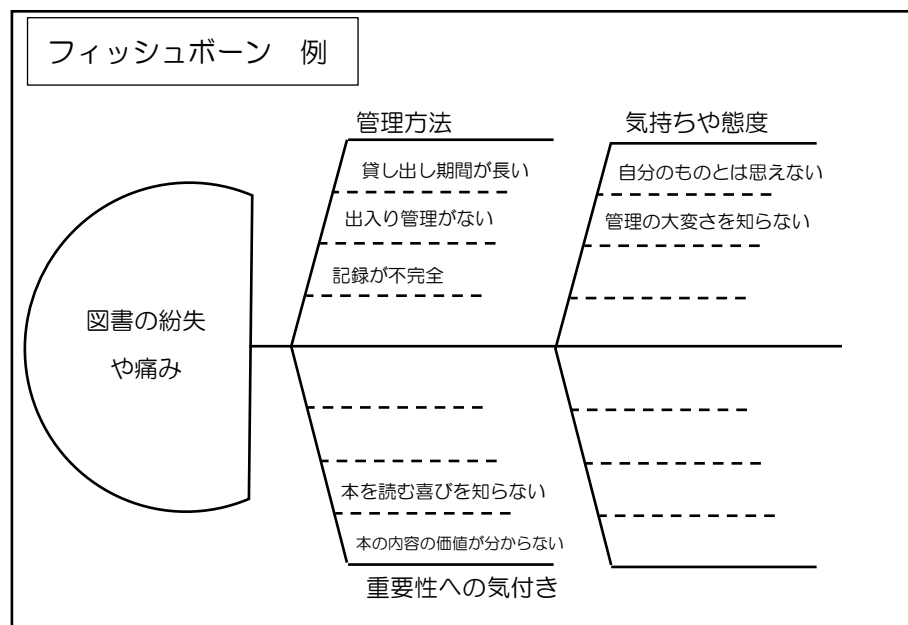 フィッシュボーン　例
管理方法
貸し出し期間が長い
出入り管理がない
記録が不完全
気持ちや態度
自分のものとは思えない
管理の大変さを知らない
図書の紛失
や痛み
本を読む喜びを知らない
本の内容の価値が分からない
重要性への気付き